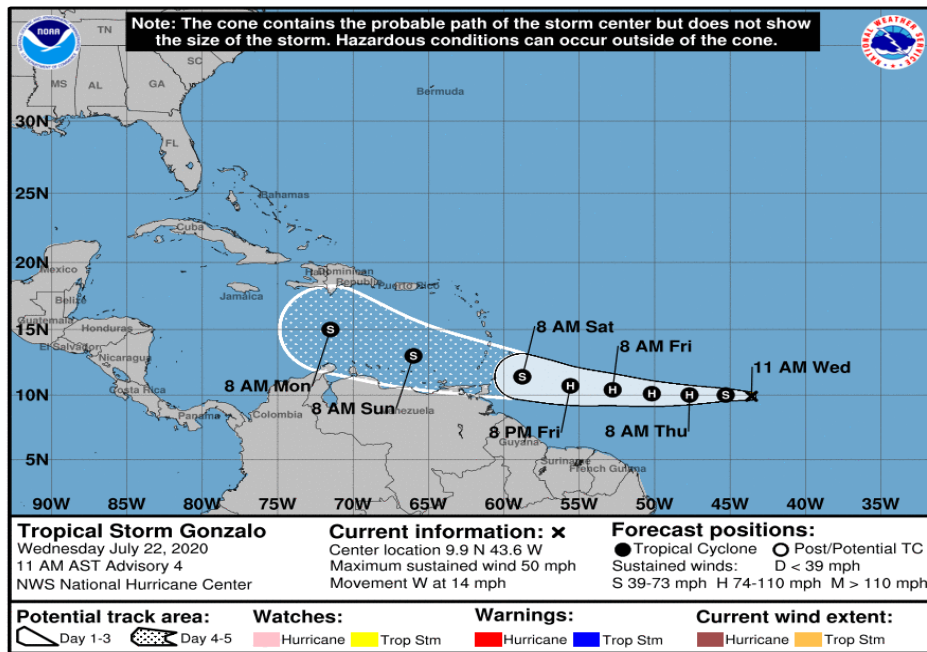 Note: The cone contains the probable path of the storm center but does not show
the size of the storm. Hazardous conditions can occur outside of the cone.
NOAA
NATIONAL WEATHER SERVICE
TN
SC
MS
AL
GA
Bermuda
30N
FL
25N
Bahamas
Cuba
20N
Mexico
Haiti
Dominican
Republic
Puerto Rico
Jamaica
Belize
Guatemala
Honduras
15N
S
El Salvador
Nicaragua
S
8 AM Sat
8 AM Fri
11 AM Wed
8 AM Mon
S
H
H
H
H
S
10N
Costa Rica
8 AM Sun
Venezuela
Panama
Colombia
8 PM Fri
8 AM Thu
Guyana
5N
Suriname
French Guiana
90W 85W 80W 75W 70W 65W 60W 55W 50W 45W 40W 35W
Tropical Storm Gonzalo
Wednesday July 22, 2020
11 AM AST Advisory 4
NWS National Hurricane Center
Current information: x
Center location 9.9 N 43.6 W
Maximum sustained wind 50 mph
Movement W at 14 mph
Forecast positions:
Tropical Cyclone Post/Potential TC
Sustained winds: D < 39 mph
S 39-73 mph H 74-110 mph M > 110 mph
Potential track area:
Day 1-3 Day 4-5
Watches:
Hurricane Trop Stm
Warnings:
Hurricane Trop Stm
Current wind extent:
Hurricane Trop Stm